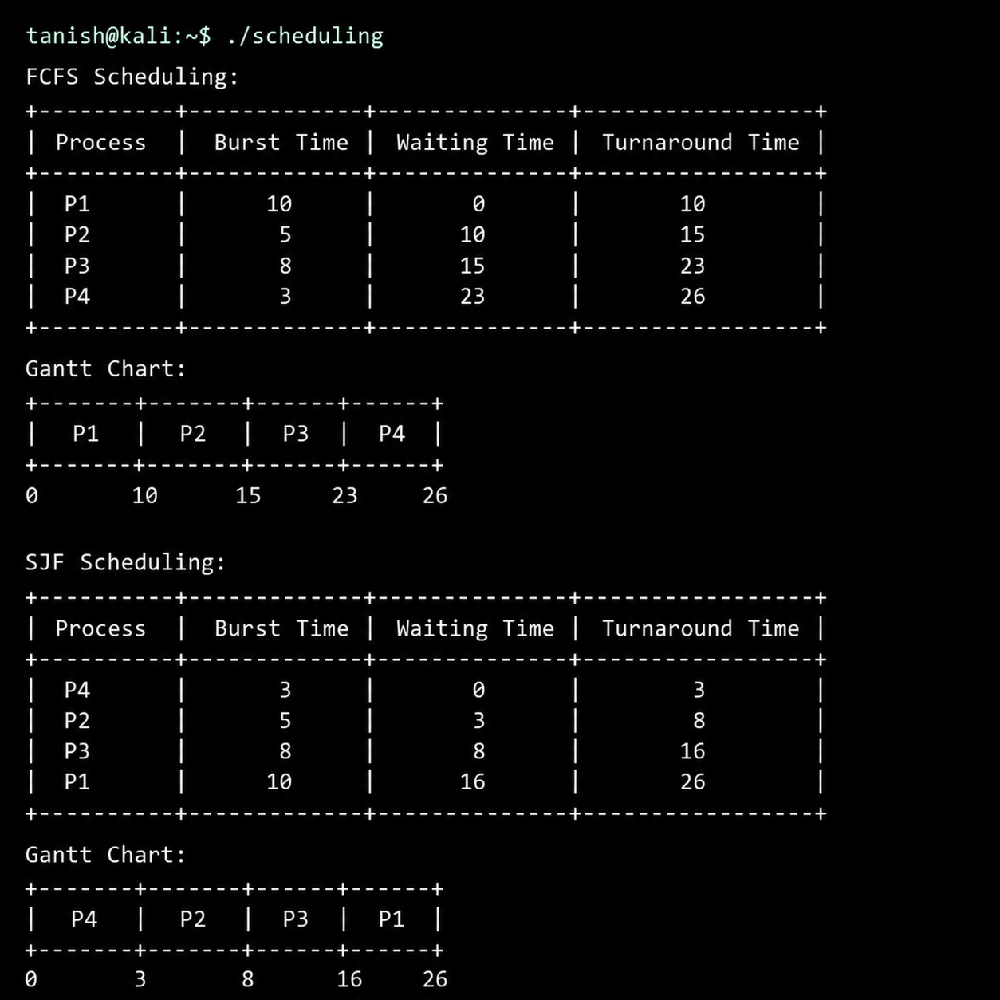 tanish@kali:~$ ./scheduling
FCFS Scheduling:
+----------+-------------+--------------+-----------------+
| Process | Burst Time | Waiting Time | Turnaround Time |
+----------+-------------+--------------+-----------------+
| P1 | 10 | 0 | 10 |
| P2 | 5 | 10 | 15 |
| P3 | 8 | 15 | 23 |
| P4 | 3 | 23 | 26 |
+----------+-------------+--------------+-----------------+
Gantt Chart:
+-------+-------+------+------+
| P1 | P2 | P3 | P4 |
+-------+-------+------+------+
0 10 15 23 26
SJF Scheduling:
+----------+-------------+--------------+-----------------+
| Process | Burst Time | Waiting Time | Turnaround Time |
+----------+-------------+--------------+-----------------+
| P4 | 3 | 0 | 3 |
| P2 | 5 | 3 | 8 |
| P3 | 8 | 8 | 16 |
| P1 | 10 | 16 | 26 |
+----------+-------------+--------------+-----------------+
Gantt Chart:
+-------+-------+------+------+
| P4 | P2 | P3 | P1 |
+-------+-------+------+------+
0 3 8 16 26